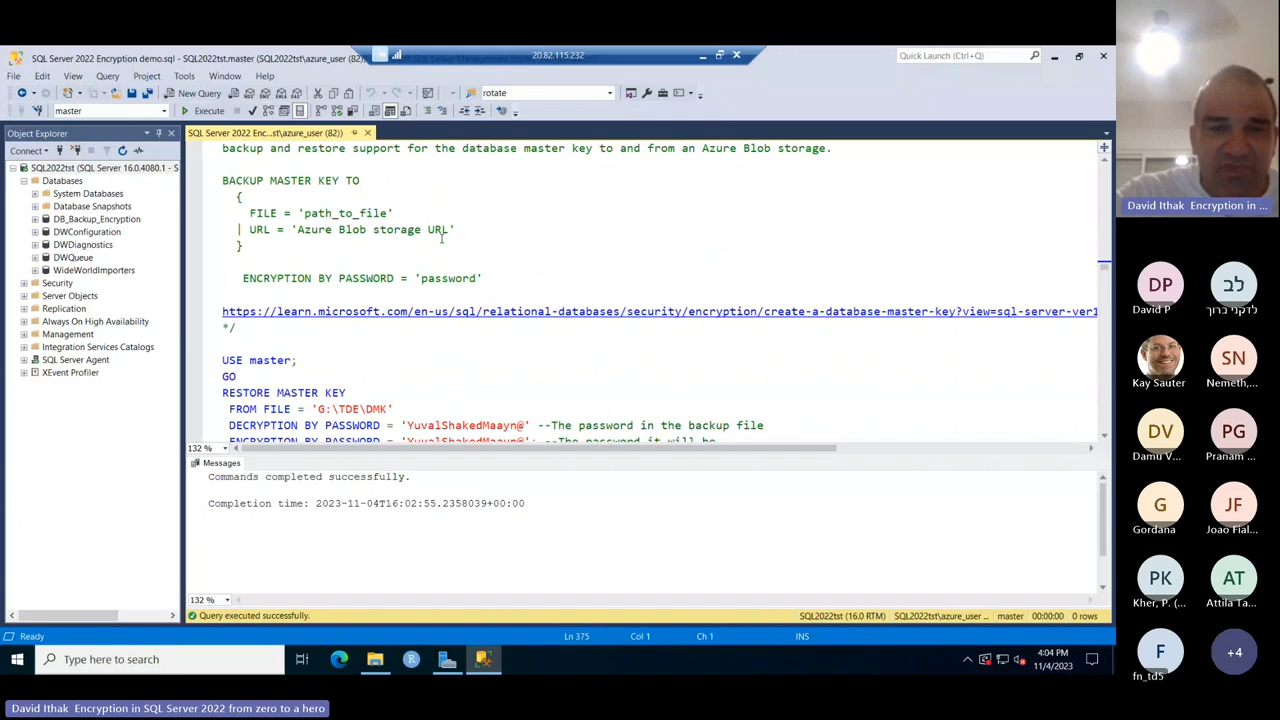 20.82.115.232
SQL Server 2022 Encryption demo.sql - SQL2022tst.master (SQL2022tst\azure_user (82))
Quick Launch (Ctrl+Q)
File Edit View Query Project Tools Window Help
New Query
rotate
master
Execute
Object Explorer
SQL Server 2022 Enc...st\azure_user (82))
Connect
SQL2022tst (SQL Server 16.0.4080.1 - S
Databases
System Databases
Database Snapshots
DB_Backup_Encryption
DWConfiguration
DWDiagnostics
DWQueue
WideWorldImporters
Security
Server Objects
Replication
Always On High Availability
Management
Integration Services Catalogs
SQL Server Agent
XEvent Profiler
backup and restore support for the database master key to and from an Azure Blob storage.
BACKUP MASTER KEY TO
{
FILE = 'path_to_file'
| URL = 'Azure Blob storage URL'
}
ENCRYPTION BY PASSWORD = 'password'
https://learn.microsoft.com/en-us/sql/relational-databases/security/encryption/create-a-database-master-key?view=sql-server-ver1
*/
USE master;
GO
RESTORE MASTER KEY
FROM FILE = 'G:\TDE\DMK'
DECRYPTION BY PASSWORD = 'YuvalShakedMaayn@' --The password in the backup file
ENCRYPTION BY PASSWORD = 'YuvalShakedMaayn@'; --The password it will be
132 %
Messages
Commands completed successfully.
Completion time: 2023-11-04T16:02:55.2358039+00:00
132 %
Query executed successfully.
SQL2022tst (16.0 RTM) SQL2022tst\azure_user ... master 00:00:00 0 rows
Ready
Ln 375 Col 1 Ch 1 INS
Type here to search
4:04 PM
11/4/2023
David Ithak Encryption in SQL Server 2022 from zero to a hero
David Ithak Encryption in ...
DP
David P
לב
לדקני ברוך
Kay Sauter
SN
Nemeth,...
DV
Damu V...
PG
Pranam ...
G
Gordana
JF
Joao Fial...
PK
Kher, P. (...
AT
Attila Ta...
F
fn_td5
+4